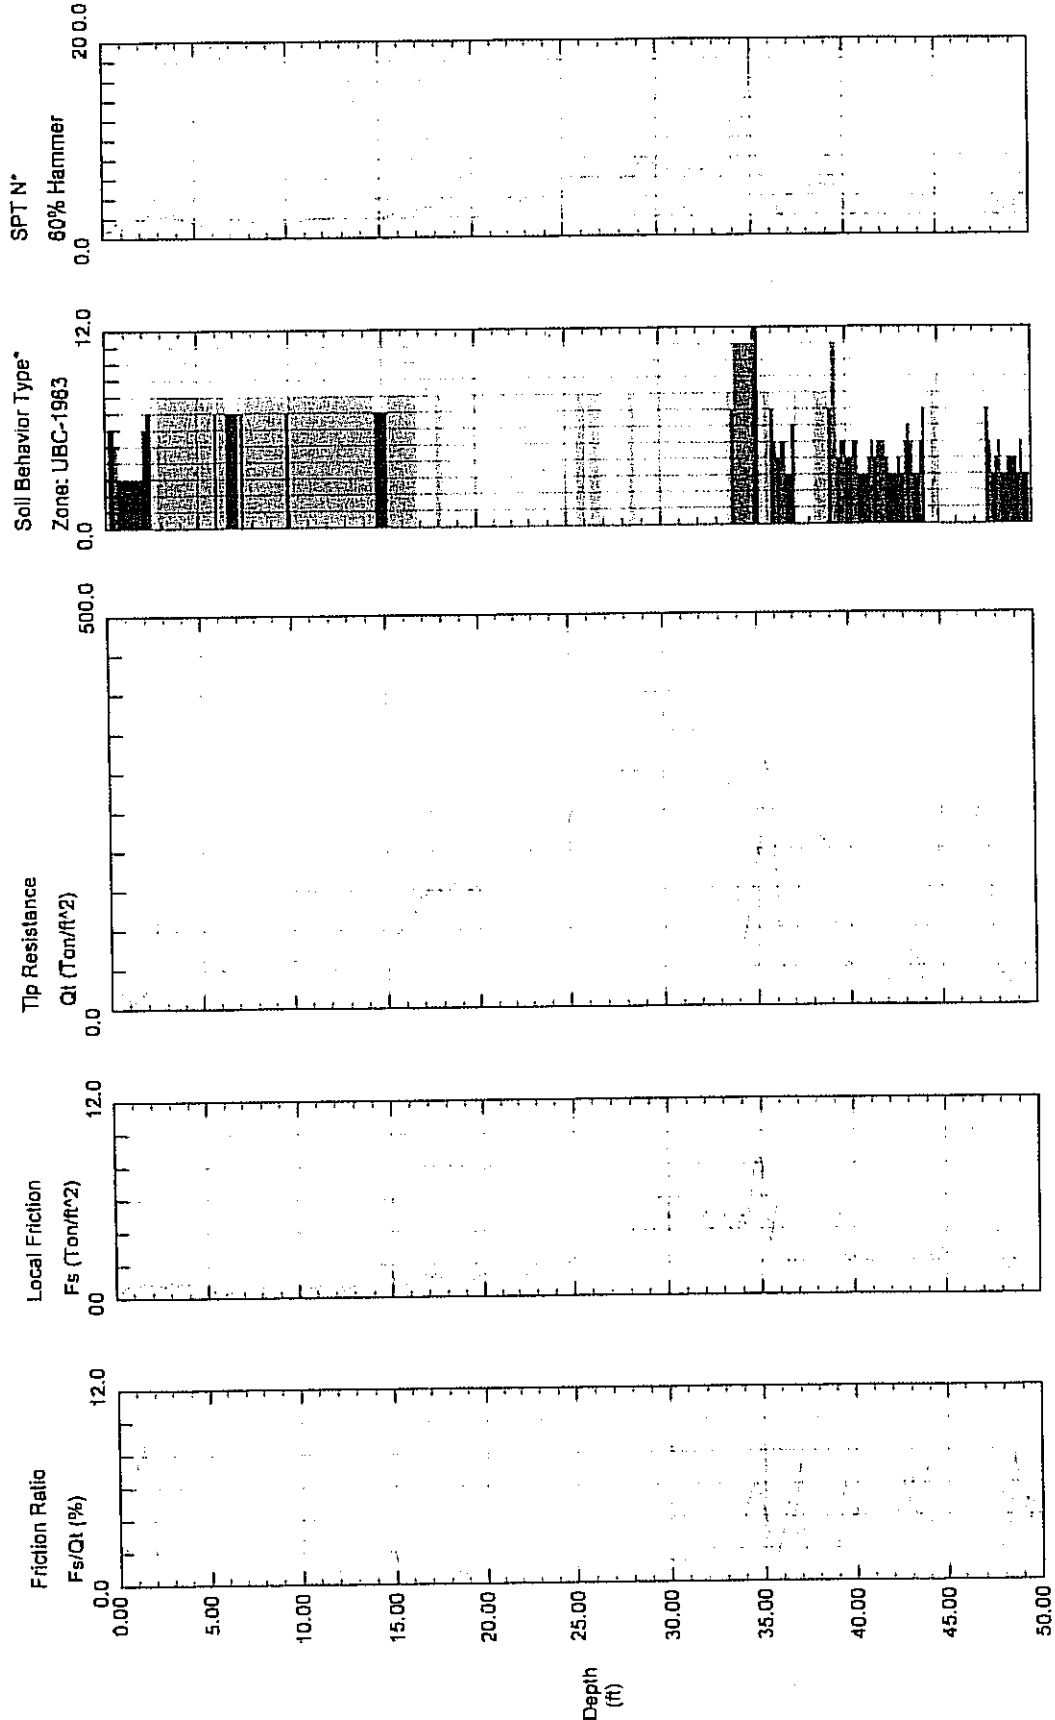 Friction Ratio
Fs/Qt (%)
0.0
12.0
Local Friction
Fs (Ton/ft^2)
0.0
12.0
Tip Resistance
Qt (Ton/ft^2)
0.0
500.0
Soil Behavior Type*
Zone: UBC-1983
0.0
12.0
SPT N*
60% Hammer
0.0
200.0
0.00
5.00
10.00
15.00
20.00
25.00
30.00
35.00
40.00
45.00
50.00
Depth
(ft)